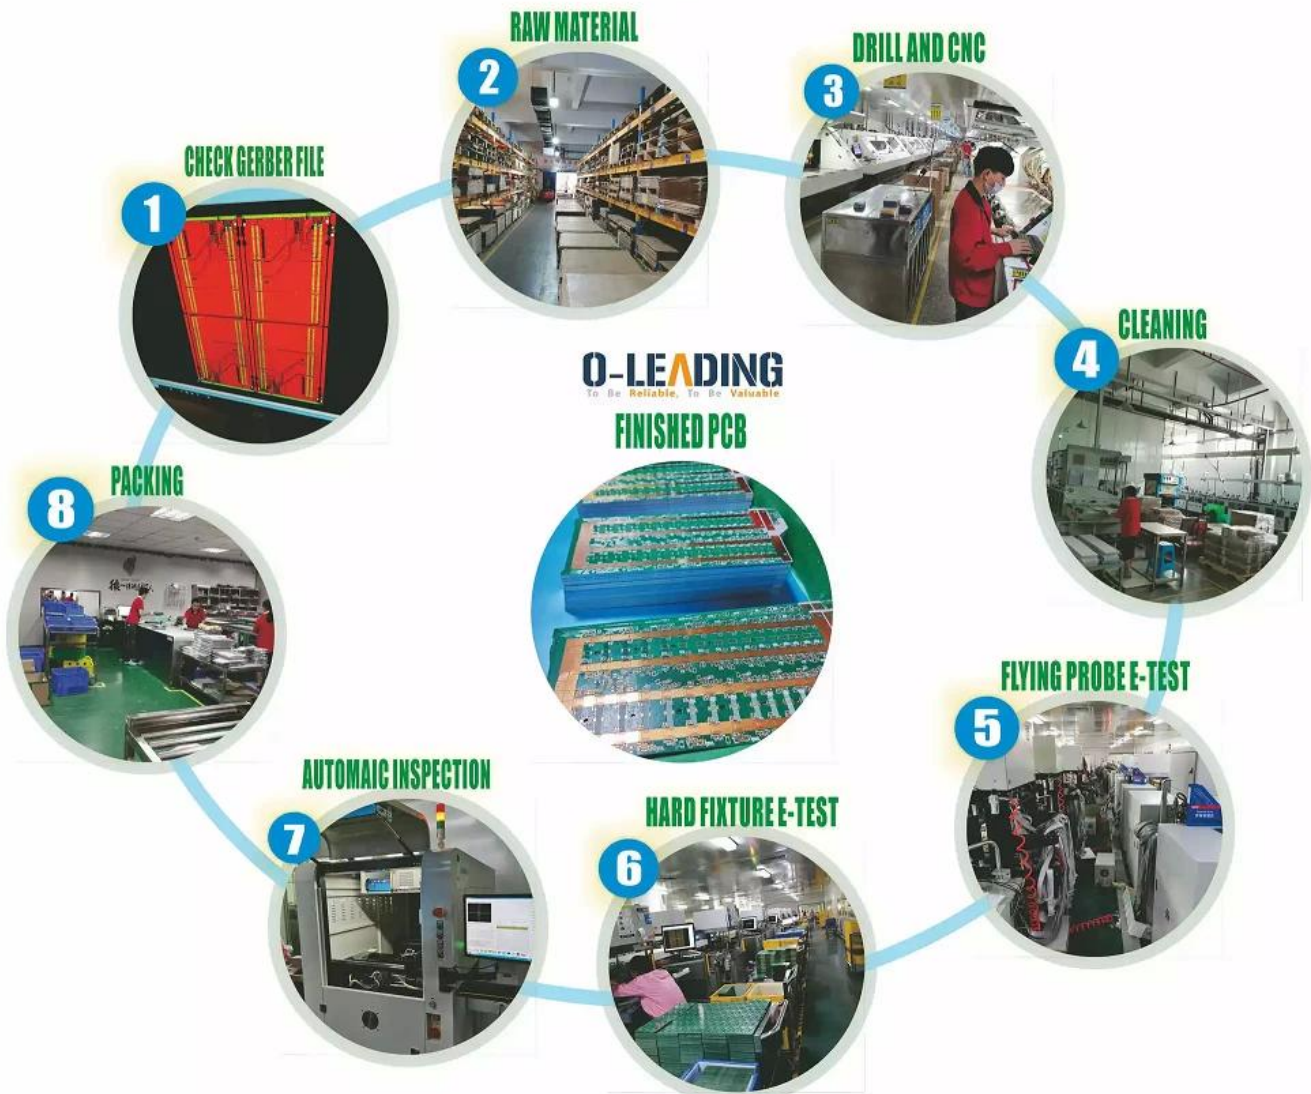 1
CHECK GERBER FILE
2
RAW MATERIAL
3
DRILL AND CNC
4
CLEANING
5
FLYING PROBE E-TEST
6
HARD FIXTURE E-TEST
7
AUTOMAIC INSPECTION
8
PACKING
O-LEADING
To Be Reliable, To Be Valuable
FINISHED PCB